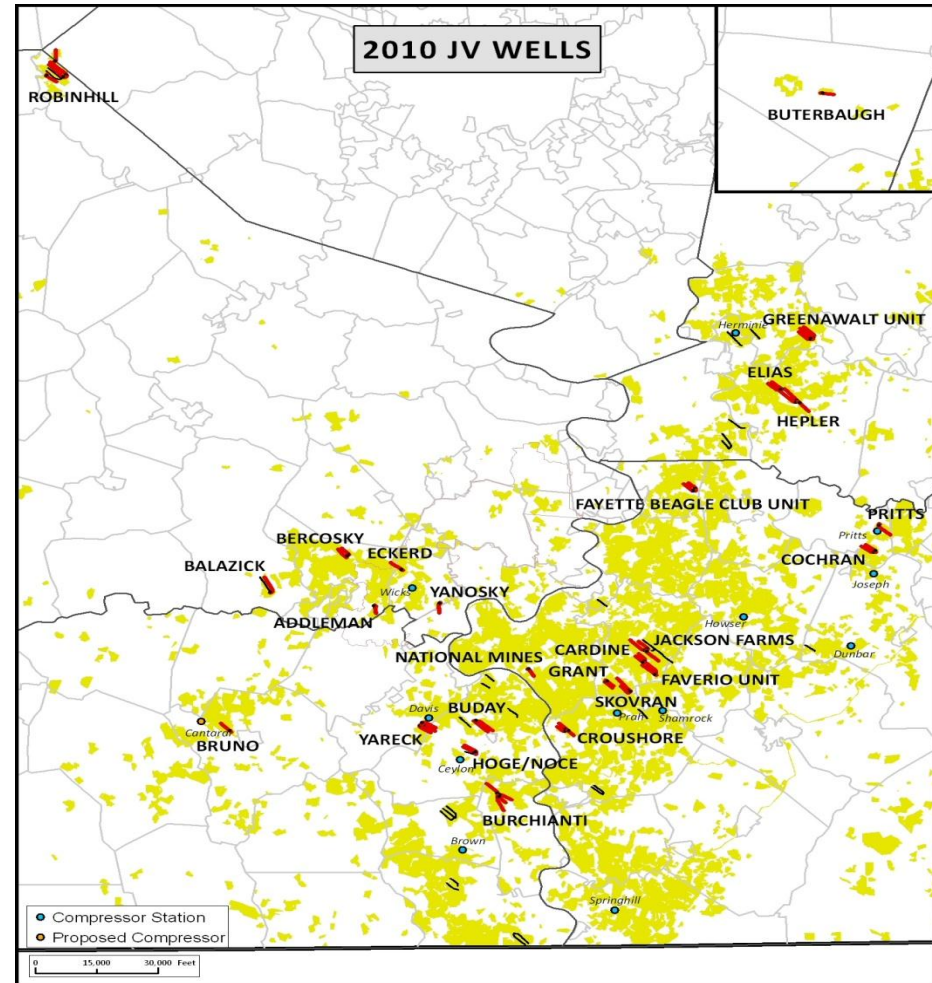 2010 JV WELLS
ROBINHILL
BUTERBAUGH
Herminie
GREENAWALT UNIT
ELIAS
HEPLER
FAYETTE BEAGLE CLUB UNIT
PRITTS
Pritts
COCHRAN
Joseph
BERCOSKY
ECKERD
BALAZICK
Wicks
YANOSKY
ADDLEMAN
Howser
Dunbar
CARDINE
JACKSON FARMS
NATIONAL MINES
GRANT
FAVERIO UNIT
SKOVRAN
Prah
Shamrock
Davis
BUDAY
Cantaral
BRUNO
YARECK
CROUSHORE
HOGE/NOCE
Ceylon
BURCHIANTI
Brown
Springhill
Compressor Station
Proposed Compressor
0 15,000 30,000 Feet